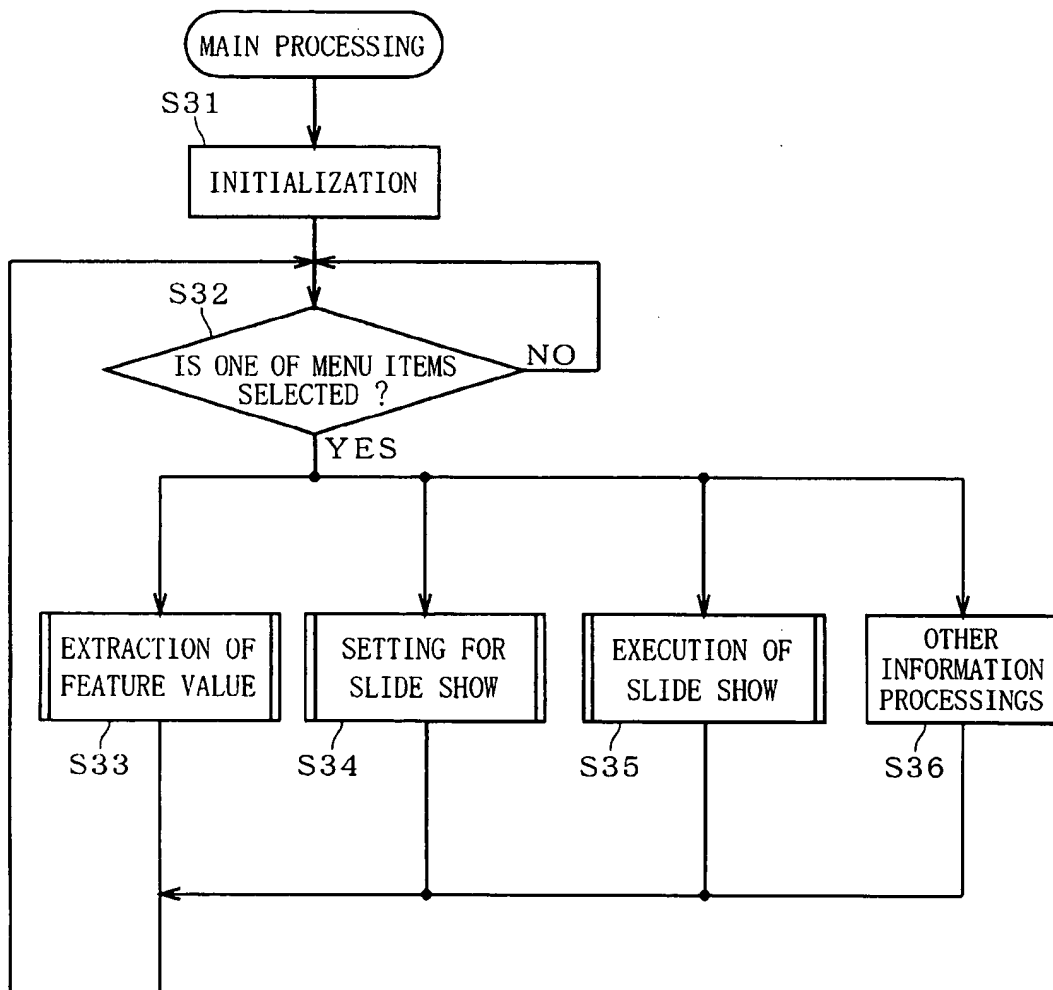 MAIN PROCESSING
S31
INITIALIZATION
S32
IS ONE OF MENU ITEMS
SELECTED ?
NO
YES
EXTRACTION OF
FEATURE VALUE
S33
SETTING FOR
SLIDE SHOW
S34
EXECUTION OF
SLIDE SHOW
S35
OTHER
INFORMATION
PROCESSINGS
S36